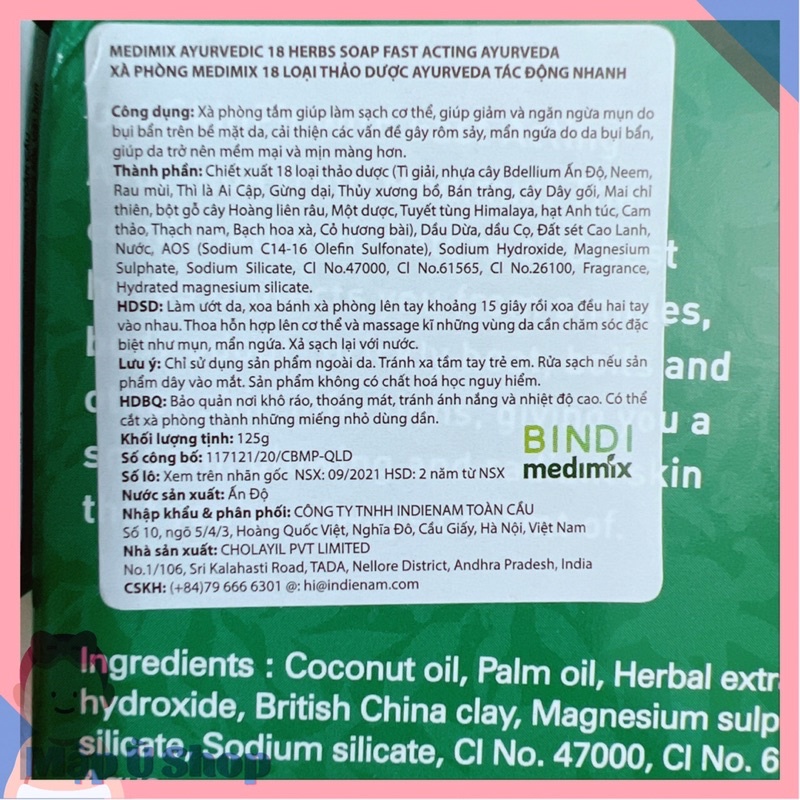 MEDIMIX AYURVEDIC 18 HERBS SOAP FAST ACTING AYURVEDA
XÀ PHÒNG MEDIMIX 18 LOẠI THẢO DƯỢC AYURVEDA TÁC ĐỘNG NHANH
Công dụng: Xà phòng tắm giúp làm sạch cơ thể, giúp giảm và ngăn ngừa mụn do
bụi bẩn trên bề mặt da, cải thiện các vấn đề gây rôm sảy, mẩn ngứa do da bụi bẩn,
giúp da trở nên mềm mại và mịn màng hơn.
Thành phần: Chiết xuất 18 loại thảo dược (Tì giải, nhựa cây Bdellium Ấn Độ, Neem,
Rau mùi, Thì là Ai Cập, Gừng dại, Thủy xương bồ, Bán tràng, cây Dây gối, Mai chỉ
thiên, bột gỗ cây Hoàng liên râu, Một dược, Tuyết tùng Himalaya, hạt Anh túc, Cam
thảo, Thạch nam, Bạch hoa xà, Cỏ hương bài), Dầu Dừa, dầu Cọ, Đất sét Cao Lanh,
Nước, AOS (Sodium C14-16 Olefin Sulfonate), Sodium Hydroxide, Magnesium
Sulphate, Sodium Silicate, CI No.47000, CI No.61565, CI No.26100, Fragrance,
Hydrated magnesium silicate.
HDSD: Làm ướt da, xoa bánh xà phòng lên tay khoảng 15 giây rồi xoa đều hai tay
vào nhau. Thoa hỗn hợp lên cơ thể và massage kĩ những vùng da cần chăm sóc đặc
biệt như mụn, mẩn ngứa. Xả sạch lại với nước.
Lưu ý: Chỉ sử dụng sản phẩm ngoài da. Tránh xa tầm tay trẻ em. Rửa sạch nếu sản
phẩm dây vào mắt. Sản phẩm không có chất hoá học nguy hiểm.
HDBQ: Bảo quản nơi khô ráo, thoáng mát, tránh ánh nắng và nhiệt độ cao. Có thể
cắt xà phòng thành những miếng nhỏ dùng dần.
Khối lượng tịnh: 125g
Số công bố: 117121/20/CBMP-QLD
Số lô: Xem trên nhãn gốc NSX: 09/2021 HSD: 2 năm từ NSX
Nước sản xuất: Ấn Độ
Nhập khẩu & phân phối: CÔNG TY TNHH INDIENAM TOÀN CẦU
Số 10, ngõ 5/4/3, Hoàng Quốc Việt, Nghĩa Đô, Cầu Giấy, Hà Nội, Việt Nam
Nhà sản xuất: CHOLAYIL PVT LIMITED
No.1/106, Sri Kalahasti Road, TADA, Nellore District, Andhra Pradesh, India
CSKH: (+84)79 666 6301 @: hi@indienam.com
BINDI
medimix
es,
and
u a
kin
of.
Ingredients : Coconut oil, Palm oil, Herbal extr
hydroxide, British China clay, Magnesium sulp
silicate, Sodium silicate, CI No. 47000, CI No. 6
Map Ú Shop